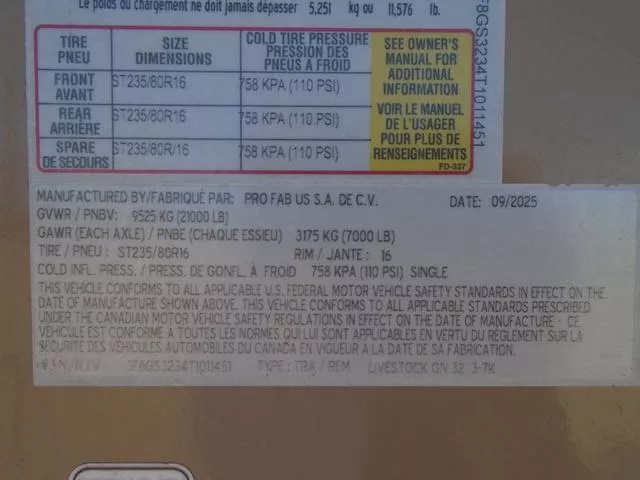 Le poids du chargement ne doit jamais dépasser 5,251 kg ou 11,576 lb.
TIRE PNEU SIZE DIMENSIONS COLD TIRE PRESSURE PRESSION DES PNEUS A FROID
SEE OWNER'S MANUAL FOR ADDITIONAL INFORMATION
VOIR LE MANUEL DE L'USAGER POUR PLUS DE RENSEIGNEMENTS
FD-337
FRONT AVANT ST235/80R16 758 KPA (110 PSI)
REAR ARRIÈRE ST235/80R16 758 KPA (110 PSI)
SPARE DE SECOURS ST235/80R/16 758 KPA (110 PSI)
3F8GS3234T1011451
MANUFACTURED BY/FABRIQUÉ PAR: PRO FAB US S.A. DE C.V. DATE: 09/2025
GVWR / PNBV: 9525 KG (21000 LB)
GAWR (EACH AXLE) / PNBE (CHAQUE ESSIEU) 3175 KG (7000 LB)
TIRE / PNEU : ST235/80R16 RIM / JANTE : 16
COLD INFL. PRESS. / PRESS. DE GONFL. À FROID 758 KPA (110 PSI) SINGLE
THIS VEHICLE CONFORMS TO ALL APPLICABLE U.S. FEDERAL MOTOR VEHICLE SAFETY STANDARDS IN EFFECT ON THE
DATE OF MANUFACTURE SHOWN ABOVE. THIS VEHICLE CONFORMS TO ALL APPLICABLE STANDARDS PRESCRIBED
UNDER THE CANADIAN MOTOR VEHICLE SAFETY REGULATIONS IN EFFECT ON THE DATE OF MANUFACTURE - CE
VÉHICULE EST CONFORME A TOUTES LES NORMES QUI LUI SONT APPLICABLES EN VERTU DU REGLEMENT SUR LA
SÉCURITÉ DES VÉHICULES AUTOMOBILES DU CANADA EN VIGUEUR A LA DATE DE SA FABRICATION.
V.I.N./N.I.V 3F8GS3234T1011451 TYPE : TRA / REM LIVESTOCK GN 32 3-7K